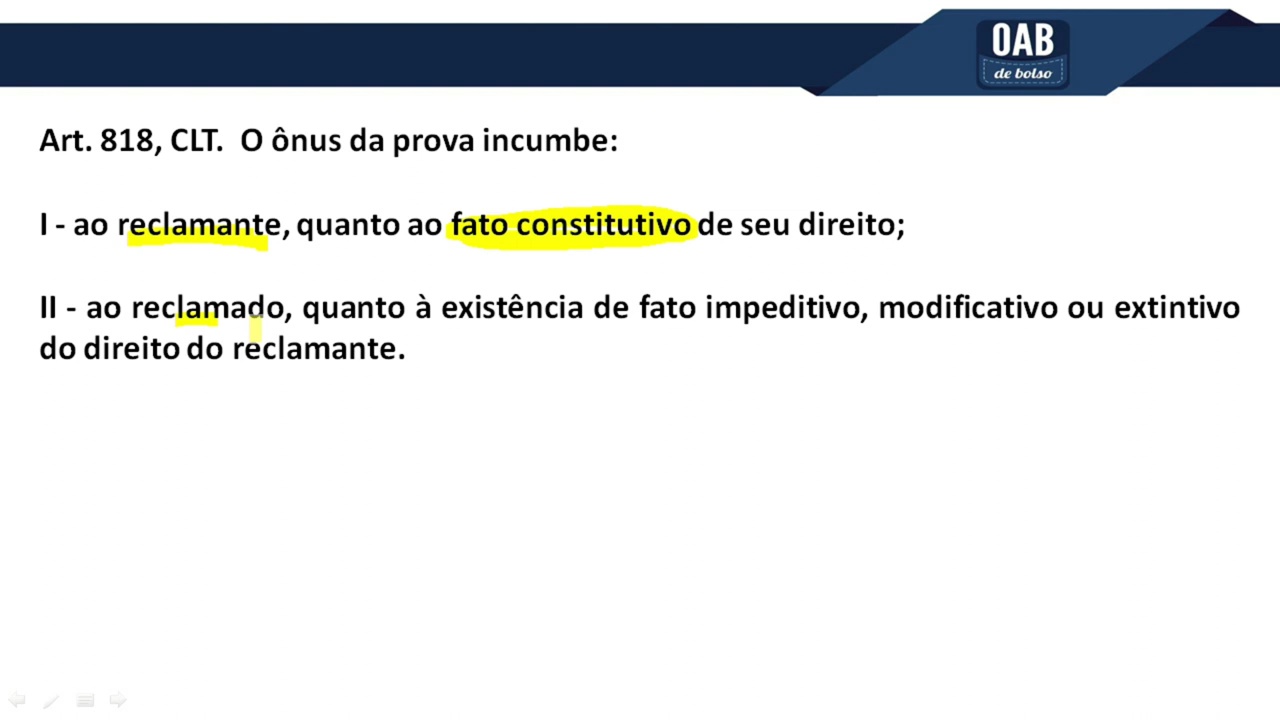 OAB
de bolso
Art. 818, CLT. O ônus da prova incumbe:
I - ao reclamante, quanto ao fato constitutivo de seu direito;
II - ao reclamado, quanto à existência de fato impeditivo, modificativo ou extintivo
do direito do reclamante.